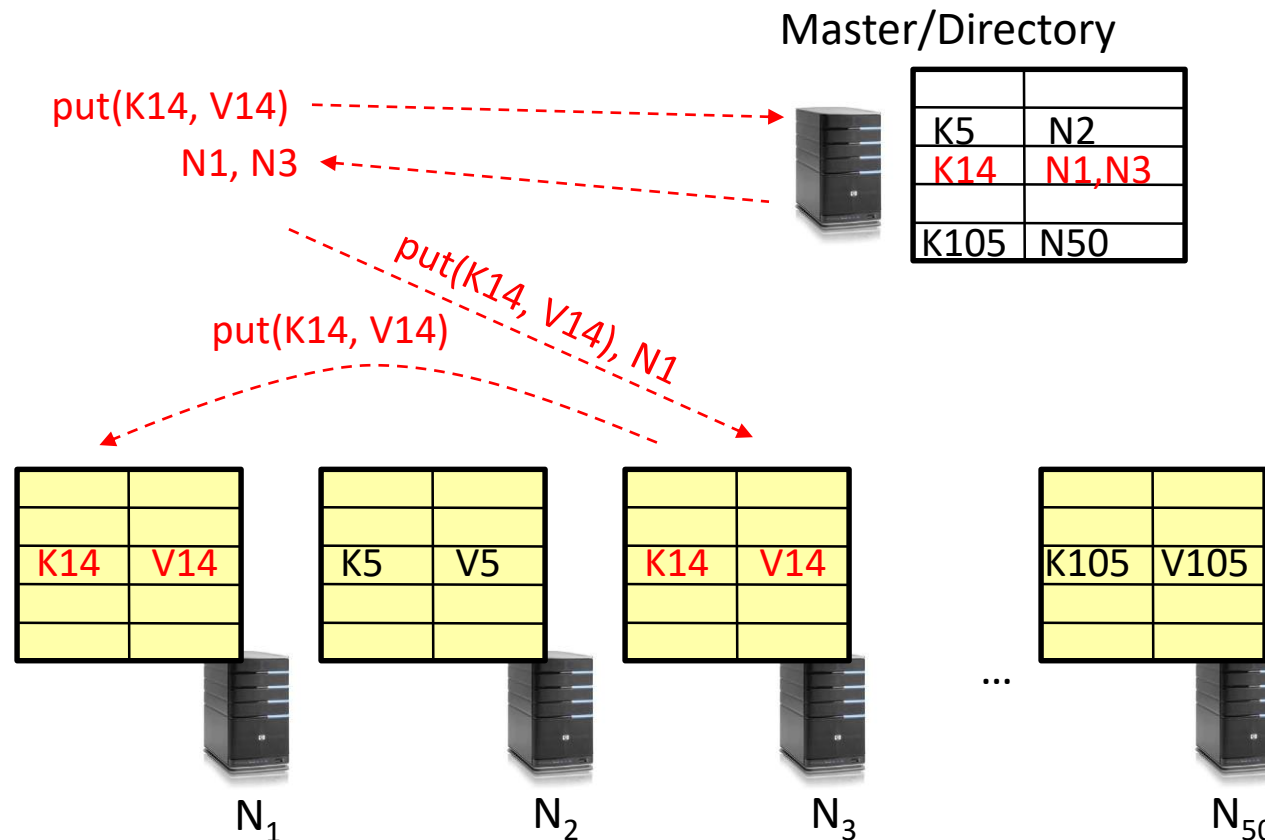 Master/Directory
put(K14, V14)
N1, N3
K5 N2
K14 N1,N3
K105 N50
put(K14, V14), N1
put(K14, V14)
K14 V14
K5 V5
K14 V14
K105 V105
...
N1
N2
N3
N50